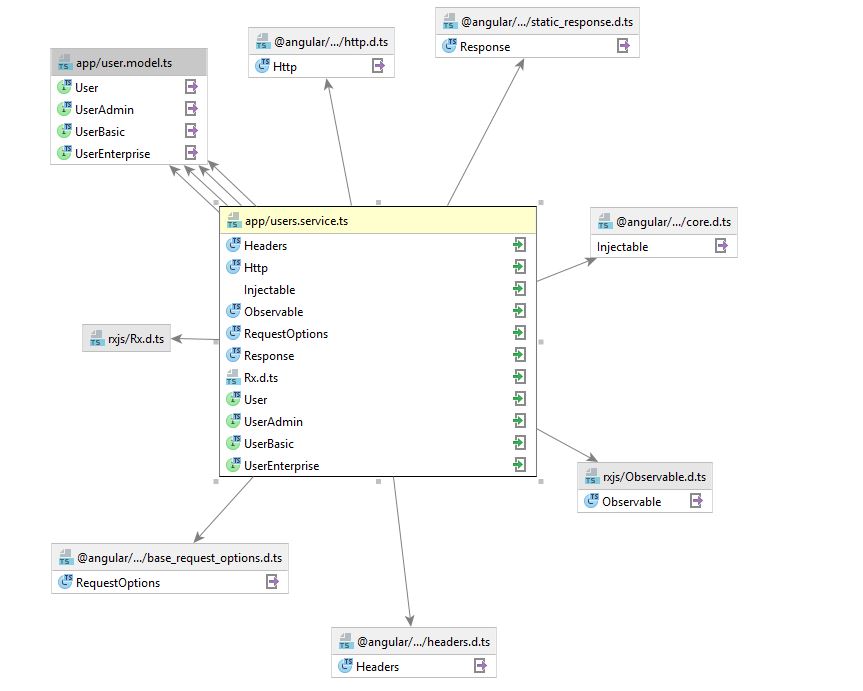 @angular/.../static_response.d.ts
Response
@angular/.../http.d.ts
Http
app/user.model.ts
User
UserAdmin
UserBasic
UserEnterprise
app/users.service.ts
Headers
Http
Injectable
Observable
RequestOptions
Response
Rx.d.ts
User
UserAdmin
UserBasic
UserEnterprise
@angular/.../core.d.ts
Injectable
rxjs/Rx.d.ts
rxjs/Observable.d.ts
Observable
@angular/.../base_request_options.d.ts
RequestOptions
@angular/.../headers.d.ts
Headers